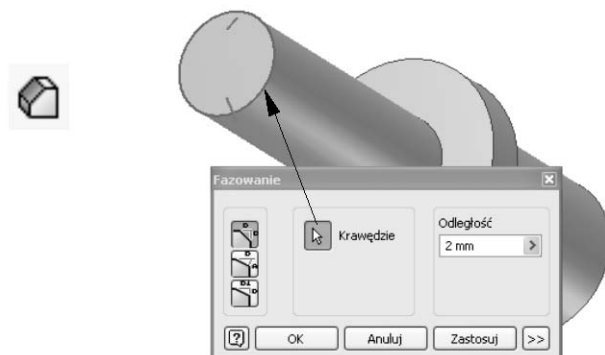 Fazowanie
Krawędzie
Odległość
2 mm
OK
Anuluj
Zastosuj
>>